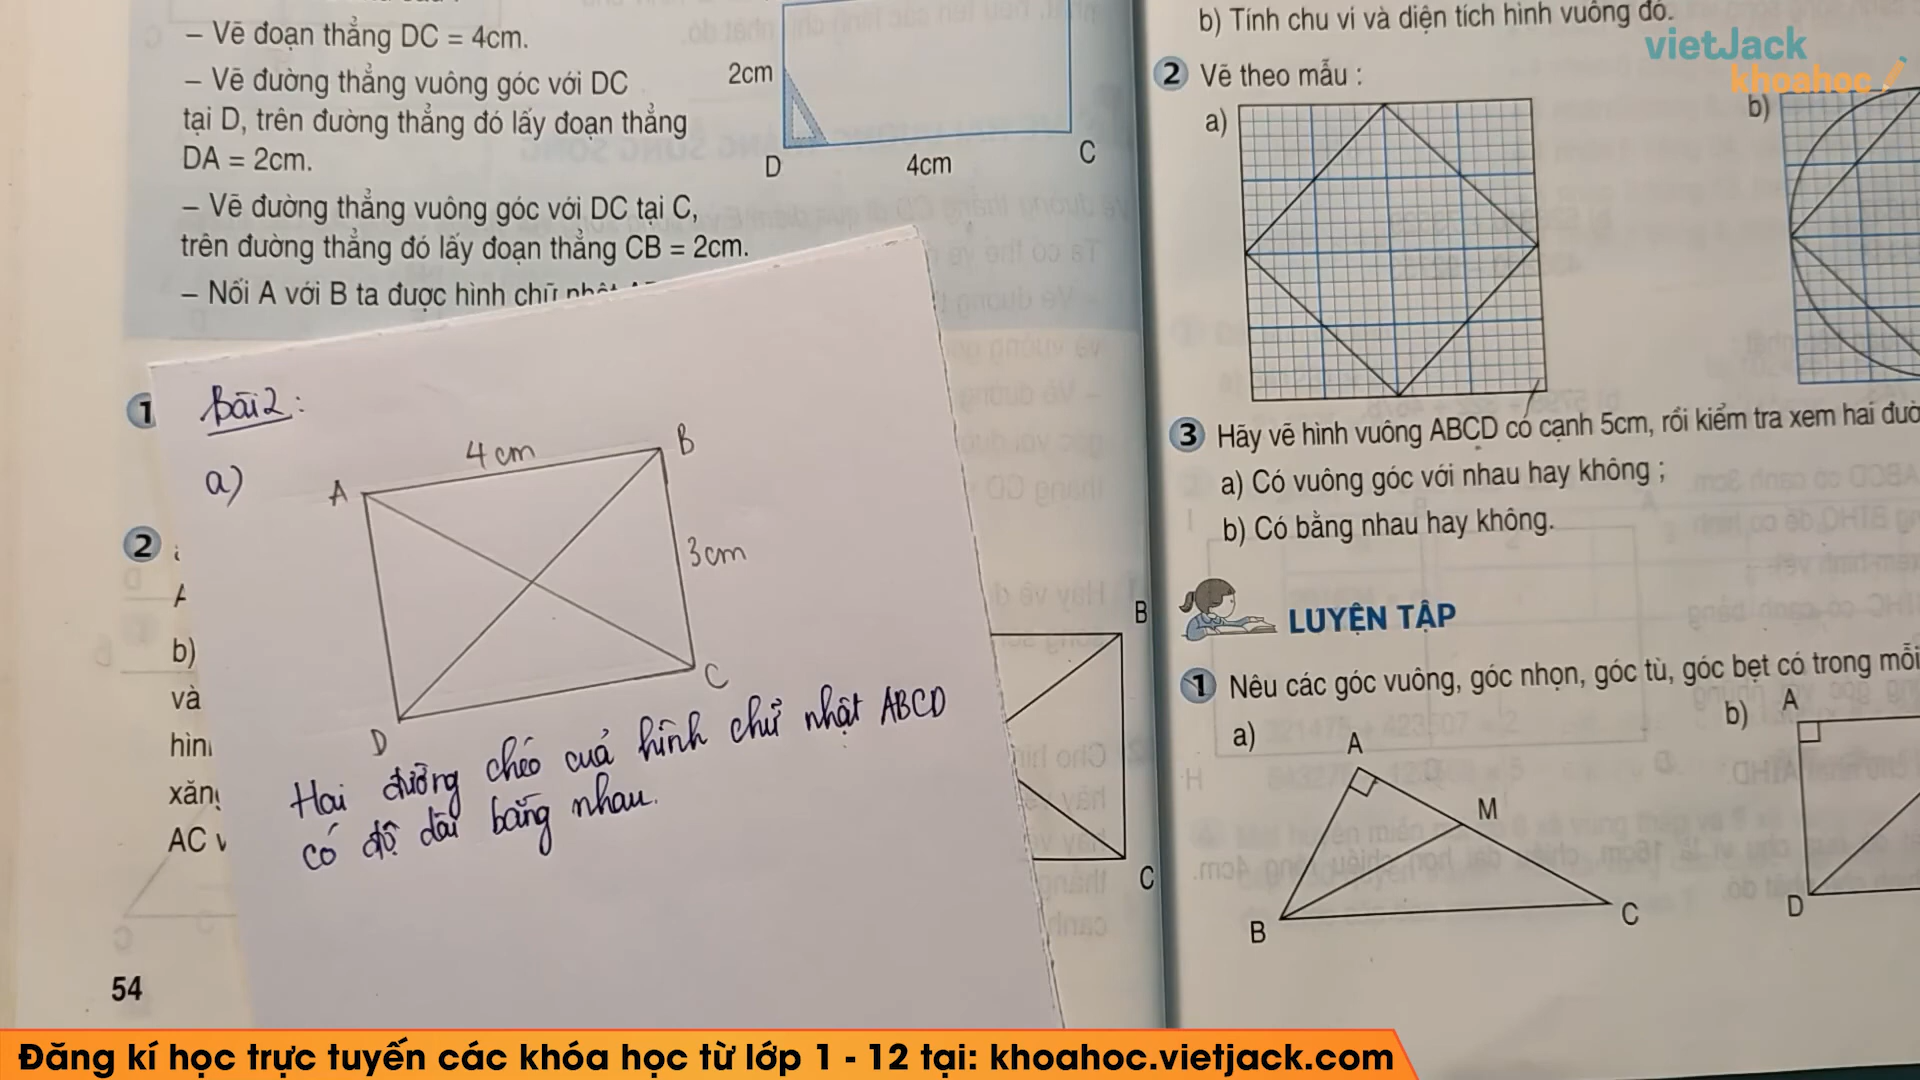 – Vẽ đoạn thẳng DC = 4cm.
– Vẽ đường thẳng vuông góc với DC
tại D, trên đường thẳng đó lấy đoạn thẳng
DA = 2cm.
– Vẽ đường thẳng vuông góc với DC tại C,
trên đường thẳng đó lấy đoạn thẳng CB = 2cm.
– Nối A với B ta được hình chữ
2cm
D
4cm
C
1
Bài 2:
a)
4cm
A
B
3cm
C
D
Hai đường chéo cuả hình chữ nhật ABCD
có độ dài bằng nhau.
2
b)
và
xăng
AC v
B
C
54
b) Tính chu vi và diện tích hình vuông đó.
vietJack
khoahoc
2 Vẽ theo mẫu :
a)
b)
3 Hãy vẽ hình vuông ABCD có cạnh 5cm, rồi kiểm tra xem hai
a) Có vuông góc với nhau hay không ;
b) Có bằng nhau hay không.
LUYỆN TẬP
1 Nêu các góc vuông, góc nhọn, góc tù, góc bẹt có trong mỗi
a)
A
M
B
C
b)
A
D
Đăng kí học trực tuyến các khóa học từ lớp 1 - 12 tại: khoahoc.vietjack.com